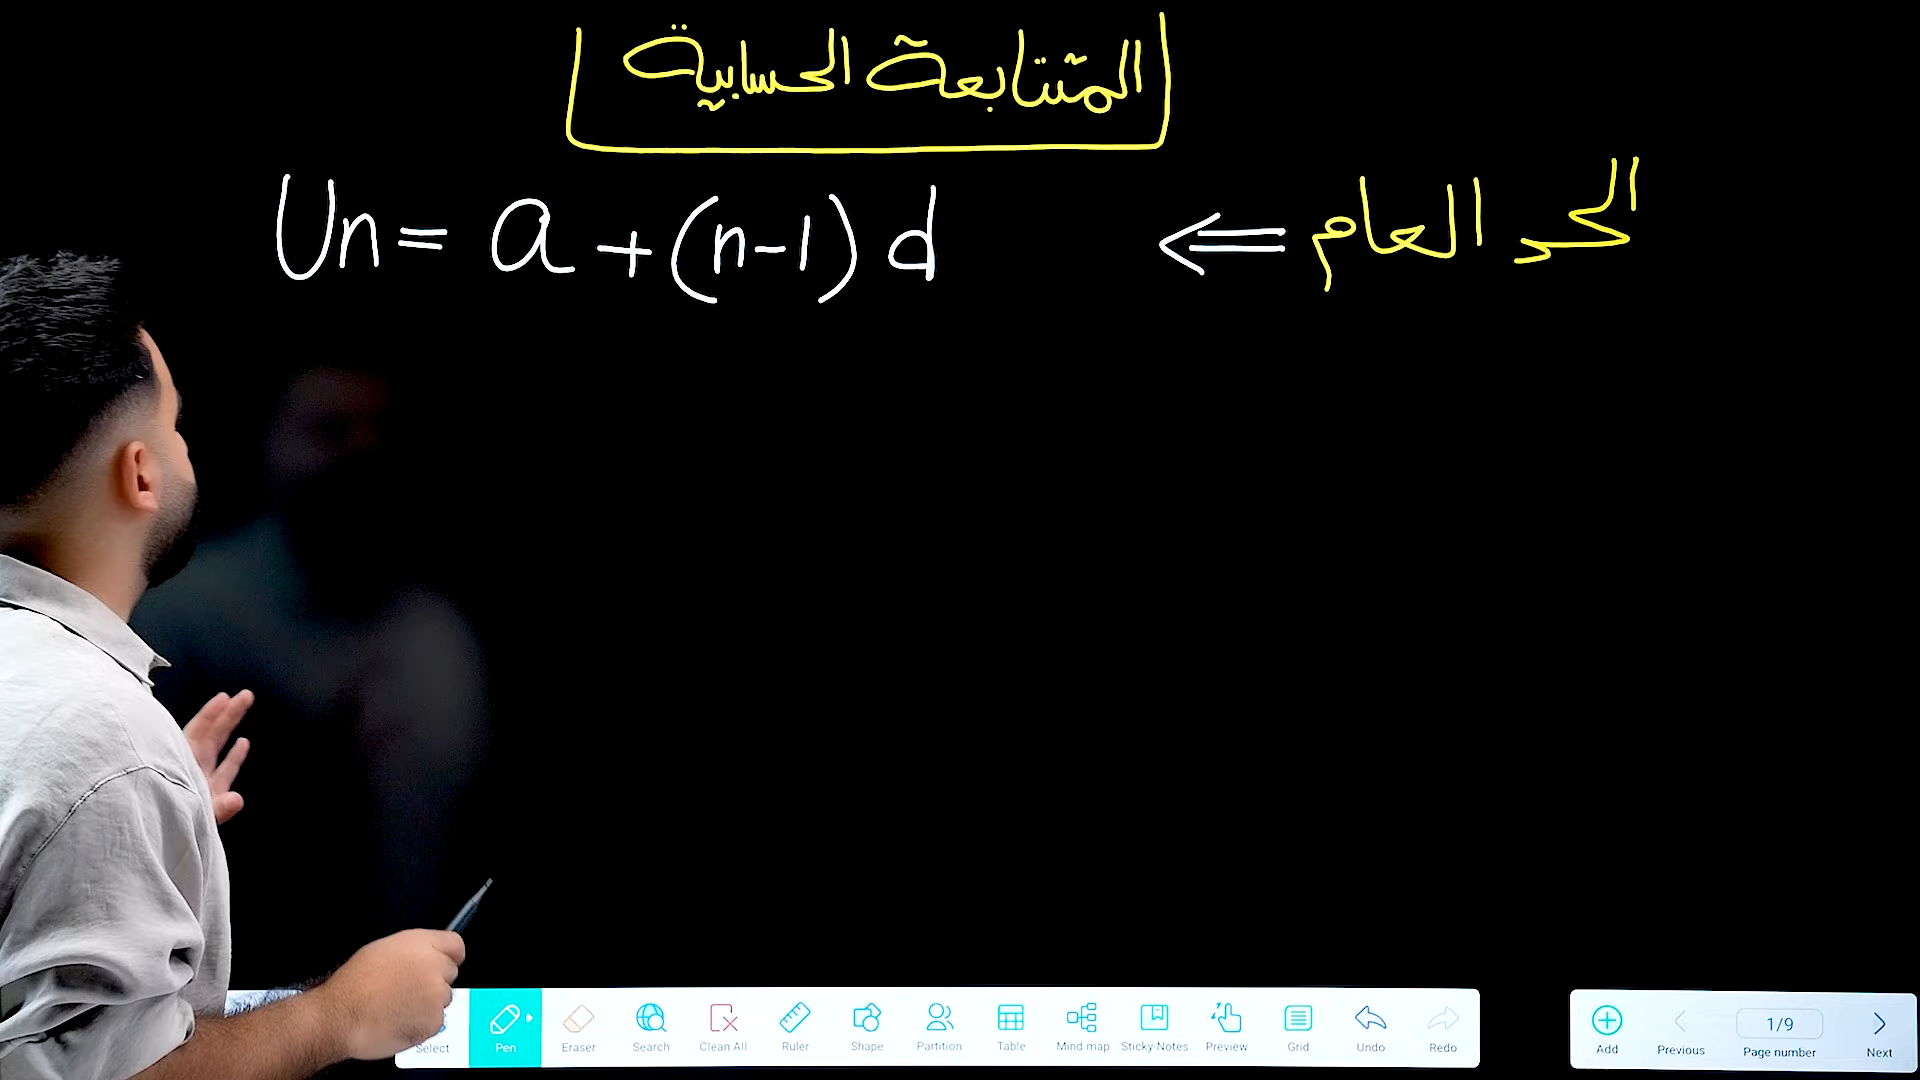 المتتابعة الحسابية
الحد العام ⇐ Un = a + (n-1) d
Select Pen Eraser Search Clean All Ruler Shape Partition Table Mind map Sticky-Notes Preview Grid Undo Redo
Add Previous 1/9 Page number Next